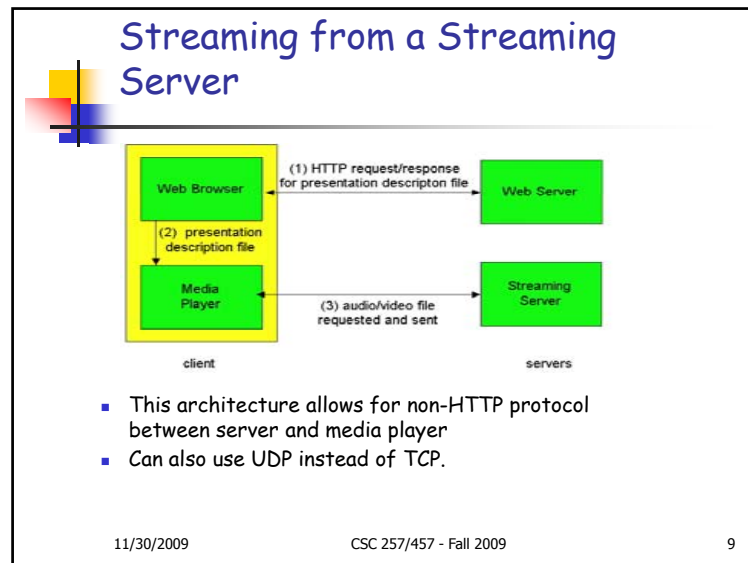 Streaming from a Streaming
Server
(1) HTTP request/response
for presentation descripton file
Web Browser
Web Server
(2) presentation
description file
Media
Player
Streaming
Server
(3) audio/video file
requested and sent
client
servers
This architecture allows for non-HTTP protocol
between server and media player
Can also use UDP instead of TCP.
11/30/2009
CSC 257/457 - Fall 2009
9